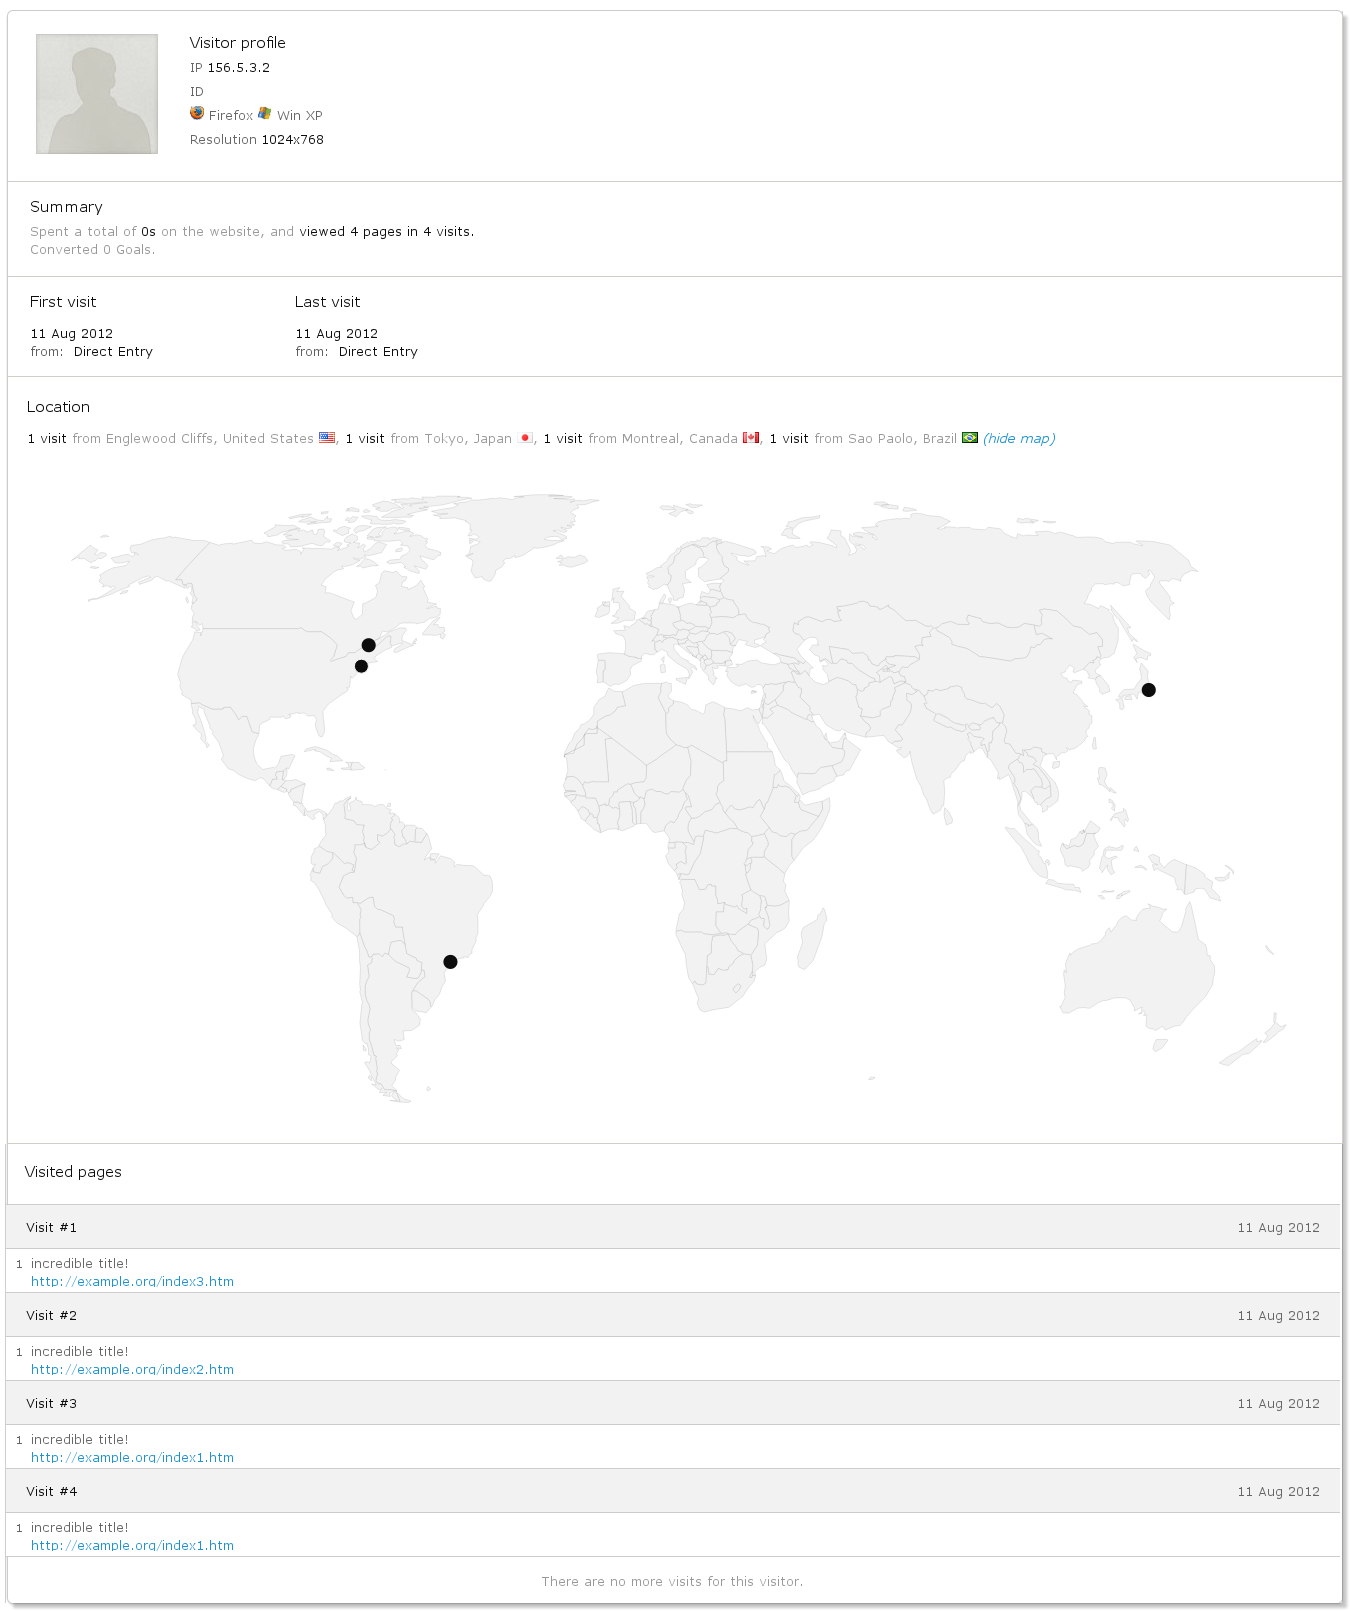 Visitor profile
IP 156.5.3.2
ID
Firefox Win XP
Resolution 1024x768
Summary
Spent a total of 0s on the website, and viewed 4 pages in 4 visits.
Converted 0 Goals.
First visit
Last visit
11 Aug 2012
11 Aug 2012
from: Direct Entry
from: Direct Entry
Location
1 visit from Englewood Cliffs, United States , 1 visit from Tokyo, Japan , 1 visit from Montreal, Canada , 1 visit from Sao Paolo, Brazil (hide map)
Visited pages
Visit #1 11 Aug 2012
1 incredible title!
http://example.org/index3.htm
Visit #2 11 Aug 2012
1 incredible title!
http://example.org/index2.htm
Visit #3 11 Aug 2012
1 incredible title!
http://example.org/index1.htm
Visit #4 11 Aug 2012
1 incredible title!
http://example.org/index1.htm
There are no more visits for this visitor.